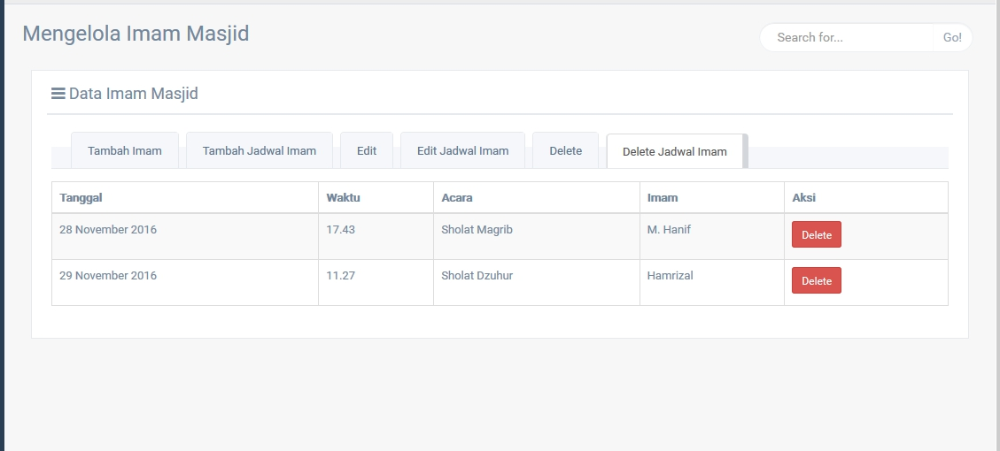 Mengelola Imam Masjid
Search for... Go!
Data Imam Masjid
Tambah Imam Tambah Jadwal Imam Edit Edit Jadwal Imam Delete Delete Jadwal Imam
Tanggal Waktu Acara Imam Aksi
28 November 2016 17.43 Sholat Magrib M. Hanif Delete
29 November 2016 11.27 Sholat Dzuhur Hamrizal Delete